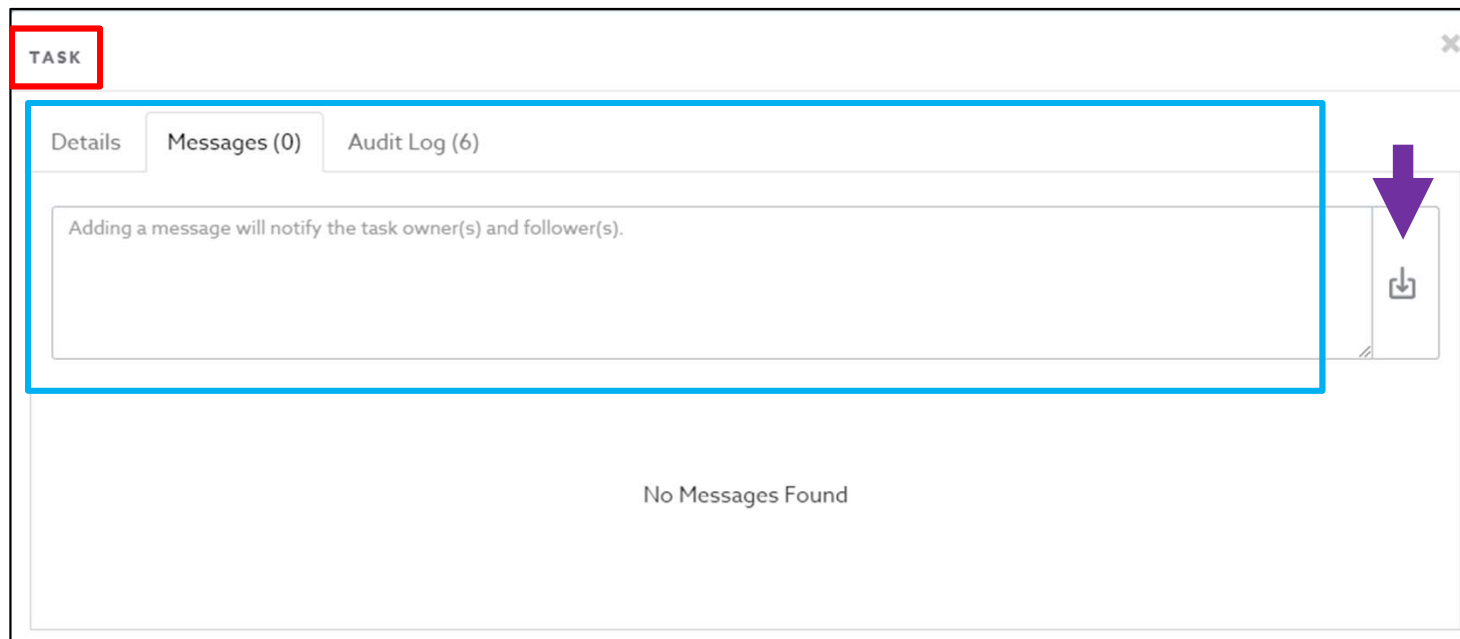 TASK
Details Messages (0) Audit Log (6)
Adding a message will notify the task owner(s) and follower(s).
No Messages Found